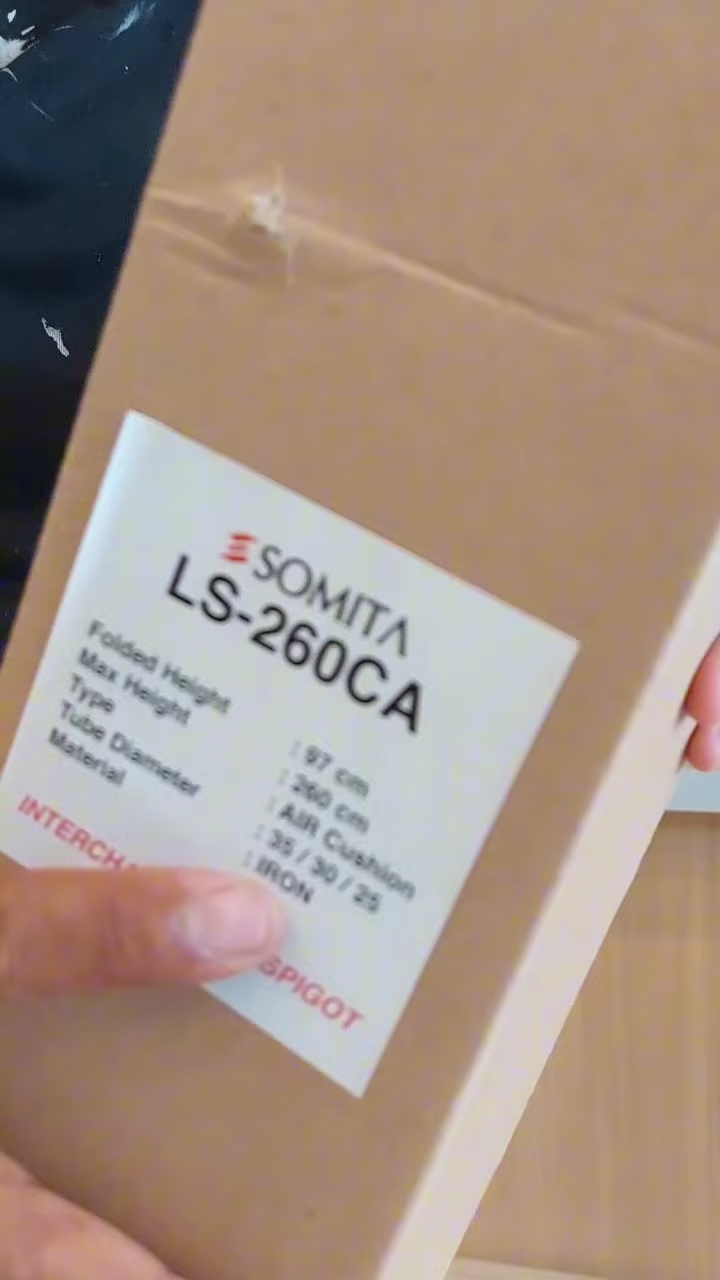 SOMITA
LS-260CA
Folded Height : 97 cm
Max Height : 260 cm
Type : AIR Cushion
Tube Diameter : 35 / 30 / 25
Material : IRON
SPIGOT